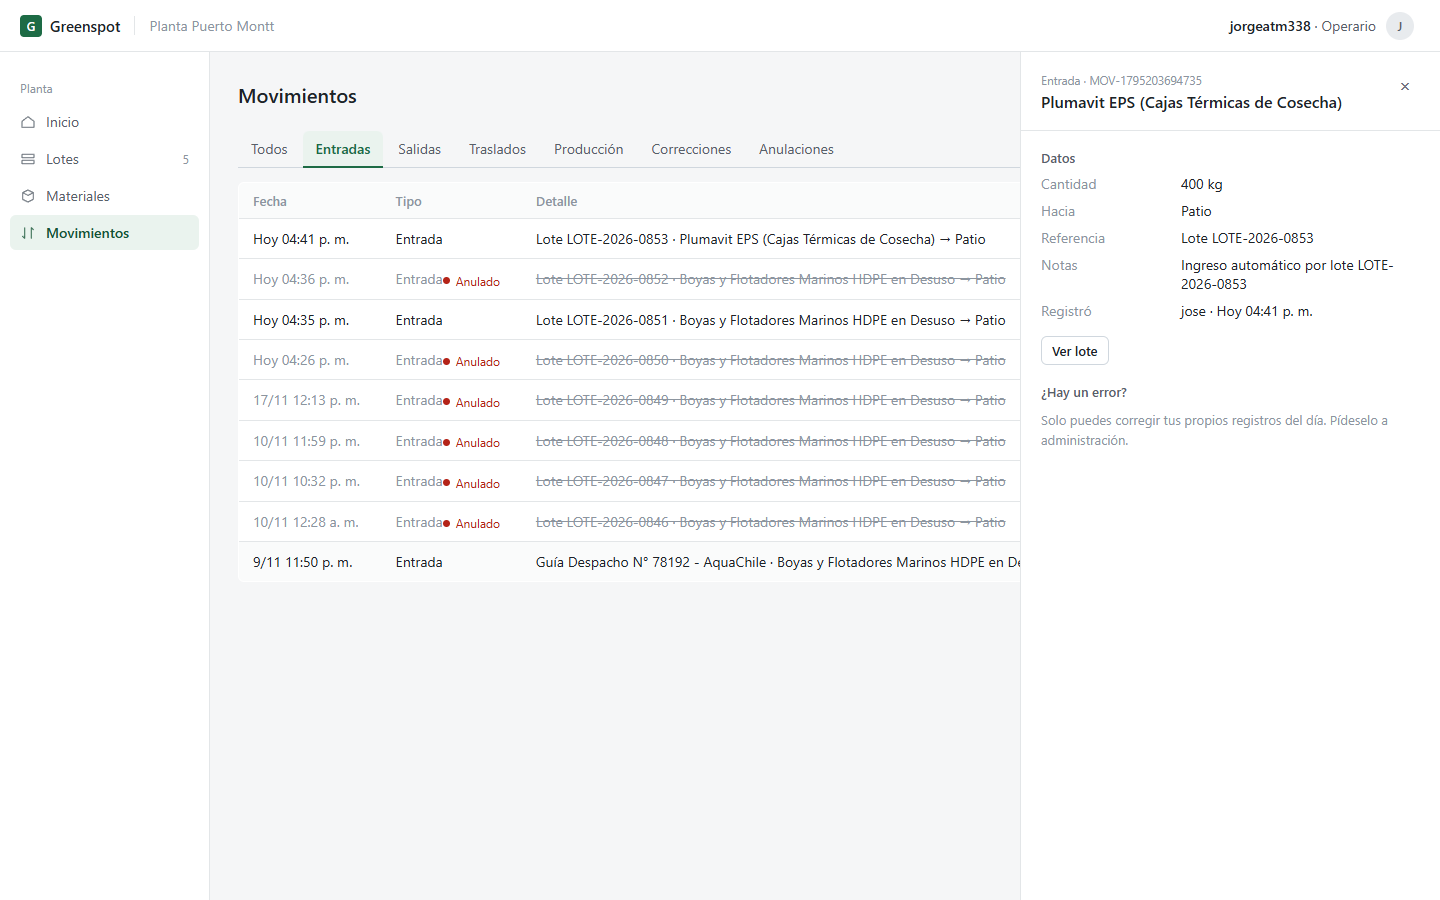 G Greenspot Planta Puerto Montt
jorgeatm338 · Operario J
Planta
Inicio
Lotes 5
Materiales
Movimientos
Movimientos
Todos Entradas Salidas Traslados Producción Correcciones Anulaciones
Fecha Tipo Detalle
Hoy 04:41 p. m. Entrada Lote LOTE-2026-0853 · Plumavit EPS (Cajas Térmicas de Cosecha) → Patio
Hoy 04:36 p. m. Entrada Anulado Lote LOTE-2026-0852 · Boyas y Flotadores Marinos HDPE en Desuso → Patio
Hoy 04:35 p. m. Entrada Lote LOTE-2026-0851 · Boyas y Flotadores Marinos HDPE en Desuso → Patio
Hoy 04:26 p. m. Entrada Anulado Lote LOTE-2026-0850 · Boyas y Flotadores Marinos HDPE en Desuso → Patio
17/11 12:13 p. m. Entrada Anulado Lote LOTE-2026-0849 · Boyas y Flotadores Marinos HDPE en Desuso → Patio
10/11 11:59 p. m. Entrada Anulado Lote LOTE-2026-0848 · Boyas y Flotadores Marinos HDPE en Desuso → Patio
10/11 10:32 p. m. Entrada Anulado Lote LOTE-2026-0847 · Boyas y Flotadores Marinos HDPE en Desuso → Patio
10/11 12:28 a. m. Entrada Anulado Lote LOTE-2026-0846 · Boyas y Flotadores Marinos HDPE en Desuso → Patio
9/11 11:50 p. m. Entrada Guía Despacho N° 78192 - AquaChile · Boyas y Flotadores Marinos HDPE en De
Entrada · MOV-1795203694735
Plumavit EPS (Cajas Térmicas de Cosecha) ×
Datos
Cantidad 400 kg
Hacia Patio
Referencia Lote LOTE-2026-0853
Notas Ingreso automático por lote LOTE-
2026-0853
Registró jose · Hoy 04:41 p. m.
Ver lote
¿Hay un error?
Solo puedes corregir tus propios registros del día. Pídeselo a
administración.